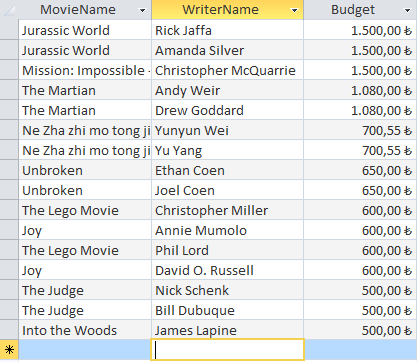 MovieName WriterName Budget
Jurassic World Rick Jaffa 1.500,00 ₺
Jurassic World Amanda Silver 1.500,00 ₺
Mission: Impossible - Christopher McQuarrie 1.500,00 ₺
The Martian Andy Weir 1.080,00 ₺
The Martian Drew Goddard 1.080,00 ₺
Ne Zha zhi mo tong ji Yunyun Wei 700,55 ₺
Ne Zha zhi mo tong ji Yu Yang 700,55 ₺
Unbroken Ethan Coen 650,00 ₺
Unbroken Joel Coen 650,00 ₺
The Lego Movie Christopher Miller 600,00 ₺
Joy Annie Mumolo 600,00 ₺
The Lego Movie Phil Lord 600,00 ₺
Joy David O. Russell 600,00 ₺
The Judge Nick Schenk 500,00 ₺
The Judge Bill Dubuque 500,00 ₺
Into the Woods James Lapine 500,00 ₺